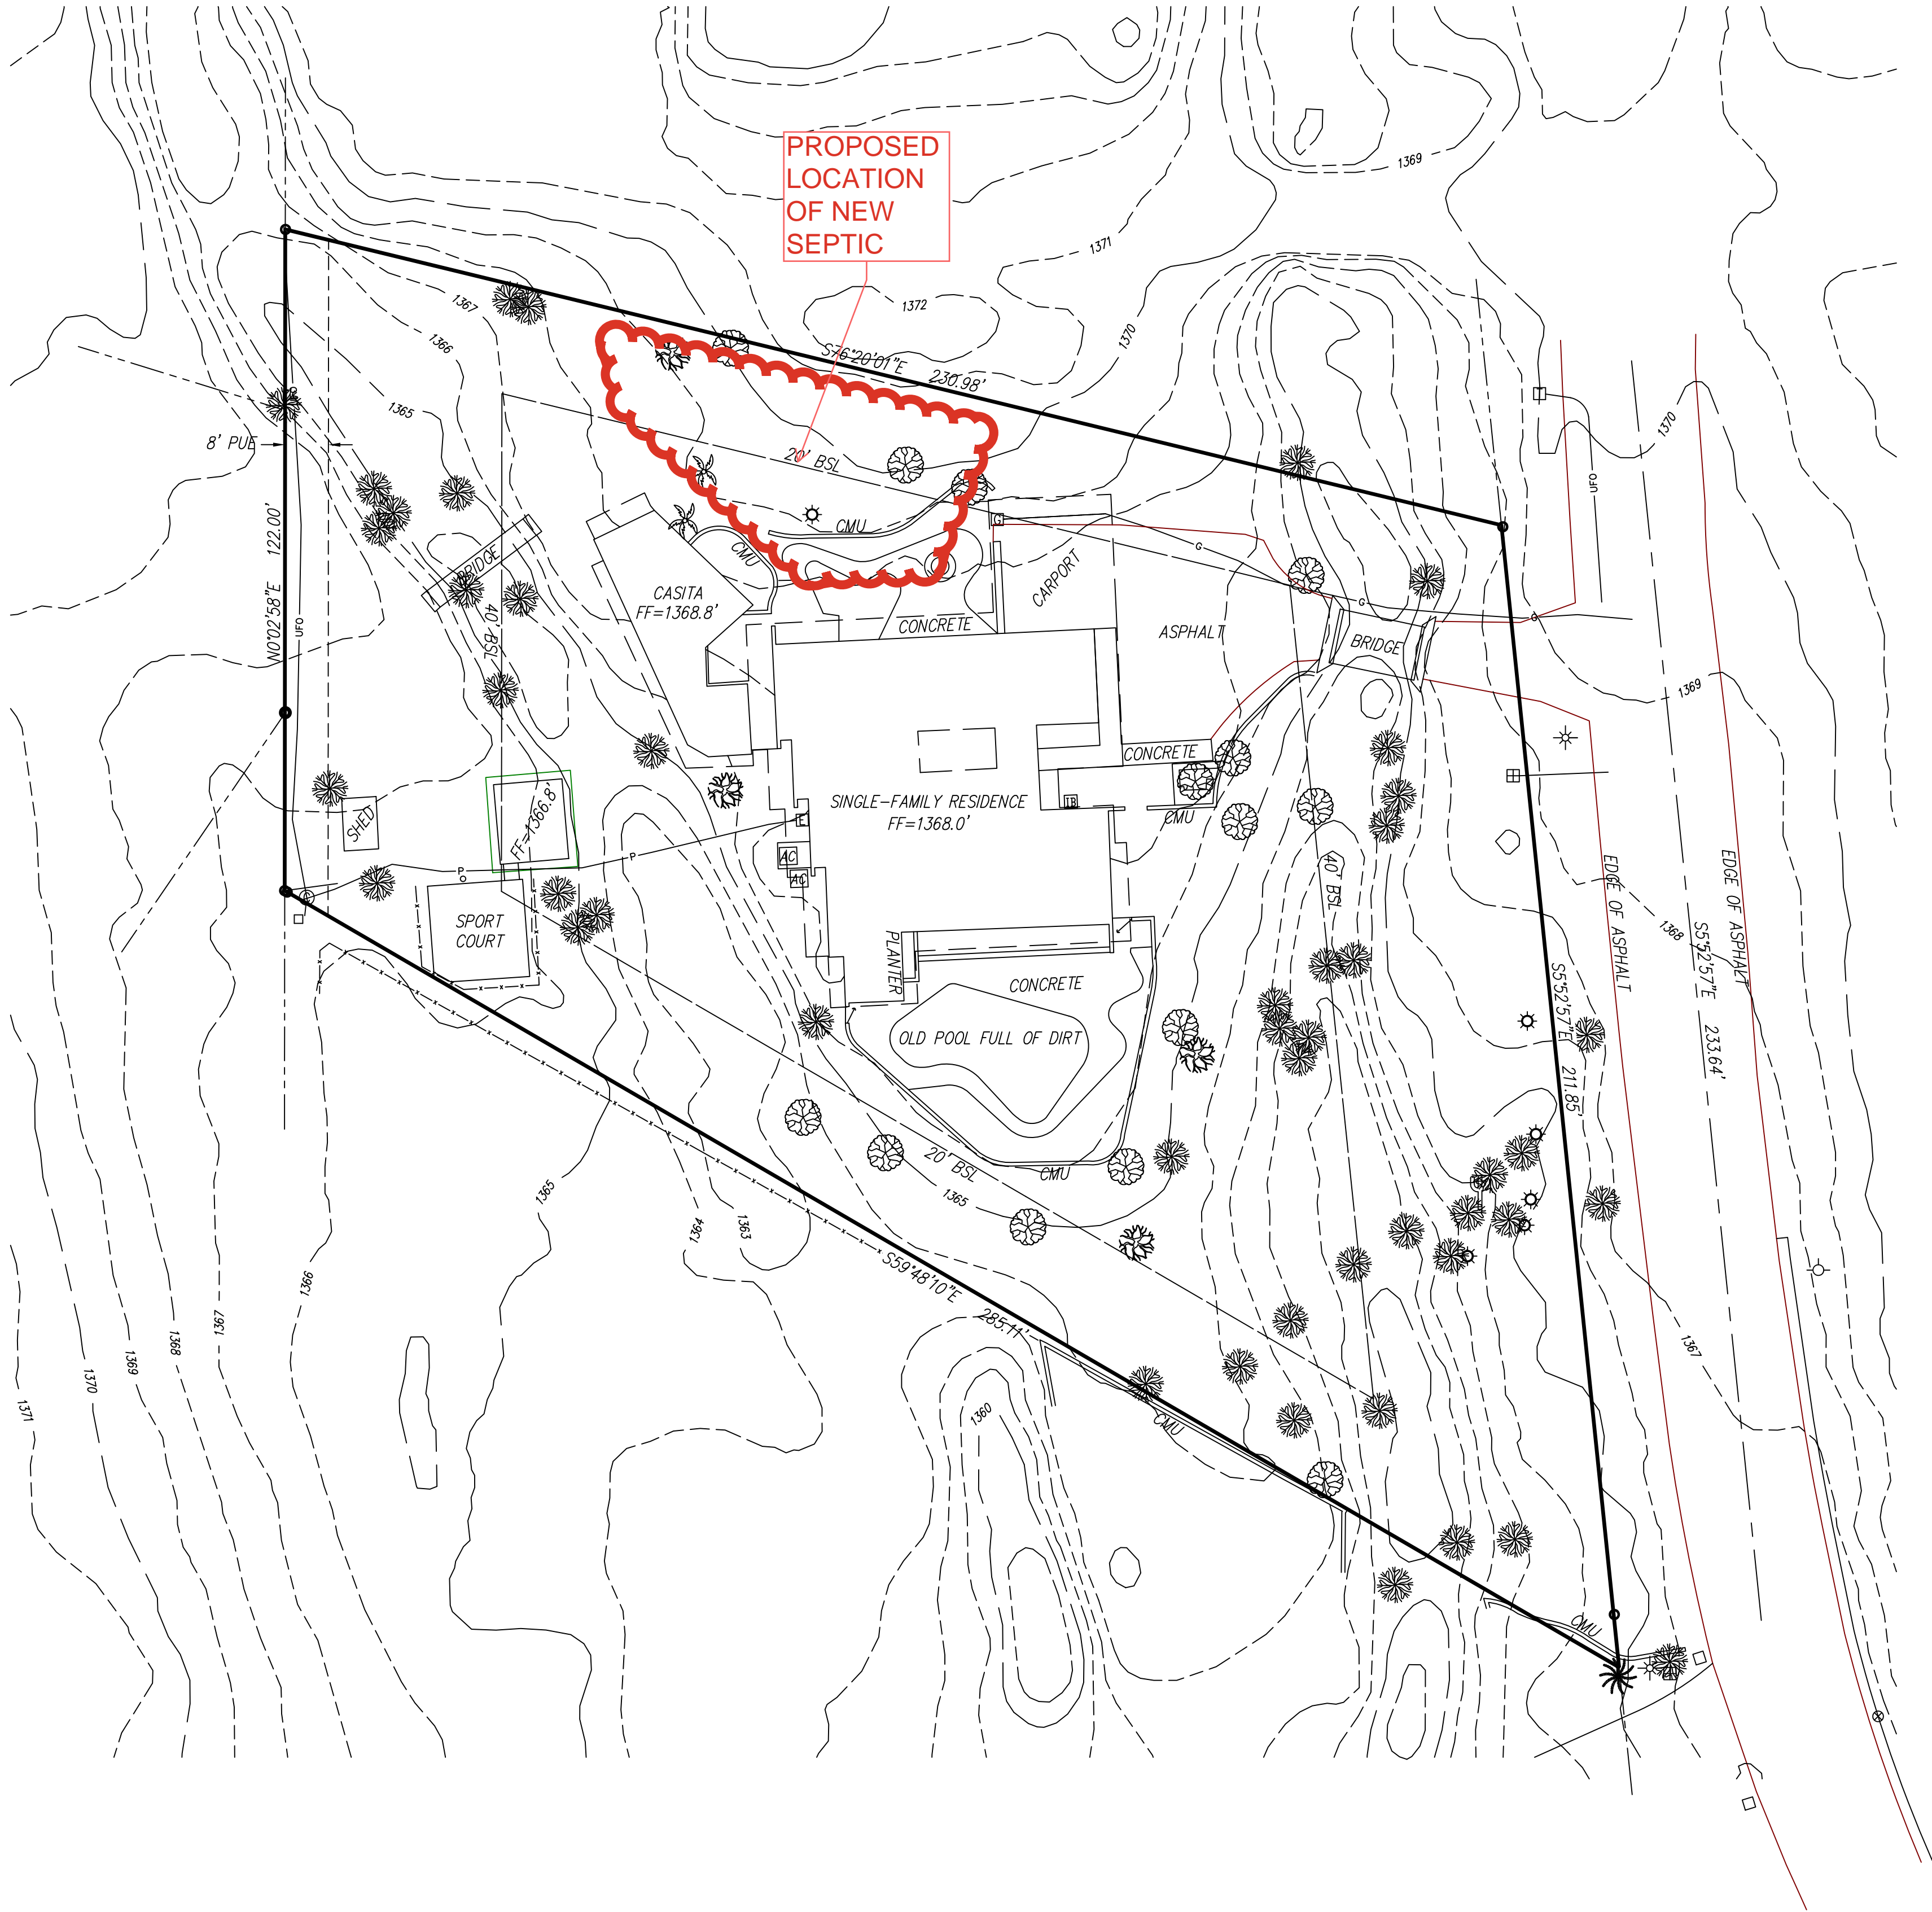 1369
PROPOSED
LOCATION
OF NEW
SEPTIC
1371
1372
1367
1366
1370
S76°20'01"E 230.98'
1365
1370
8' PUE
20' BSL
UFO
CMU
CMU
G
BRIDGE
CARPORT
N0°02'58"E 122.00'
CASITA
FF=1368.8'
G
G
G
UFO
40' BSL
CONCRETE
ASPHALT
BRIDGE
1369
CONCRETE
SINGLE-FAMILY RESIDENCE
FF=1368.0'
SHED
FF=1366.8'
E
CMU
P
P
AC
AC
40' BSL
EDGE OF ASPHALT
EDGE OF ASPHALT
SPORT
COURT
PLANTER
1368
S5°52'57"E 233.64'
S5°52'57"E 211.85'
CONCRETE
OLD POOL FULL OF DIRT
20' BSL
CMU
1365
1365
1364
1363
S59°48'10"E 285.11'
1366
1367
1368
1369
1370
1371
1367
1360
CMU
CMU